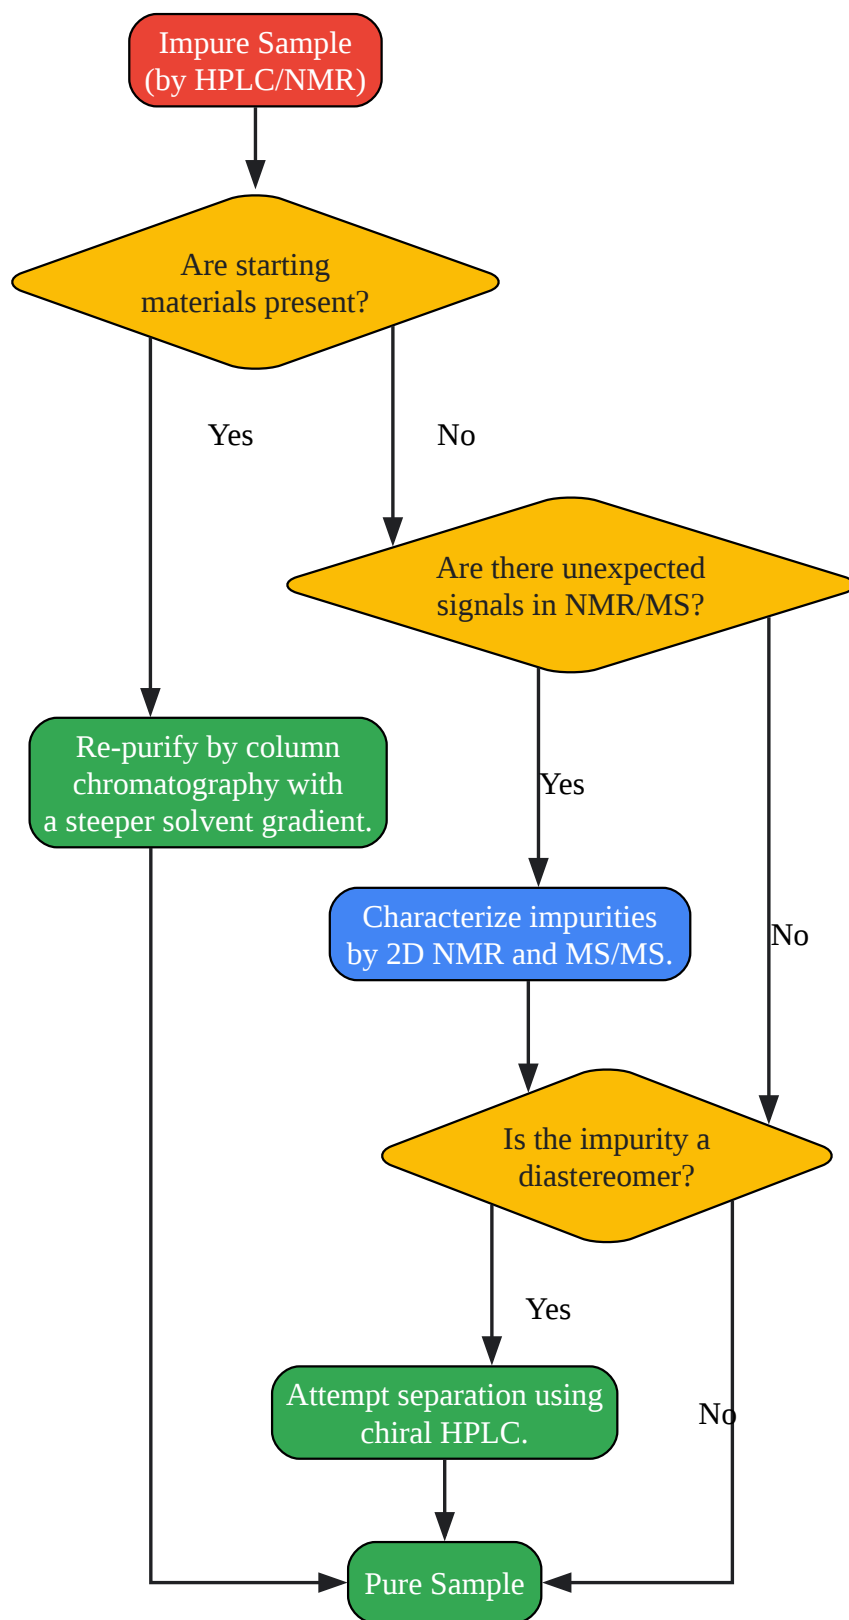 Impure Sample
(by HPLC/NMR)
Are starting
materials present?
Yes
No
Are there unexpected
signals in NMR/MS?
Re-purify by column
chromatography with
a steeper solvent gradient.
Yes
Characterize impurities
by 2D NMR and MS/MS.
No
Is the impurity a
diastereomer?
Yes
Attempt separation using
chiral HPLC.
No
Pure Sample